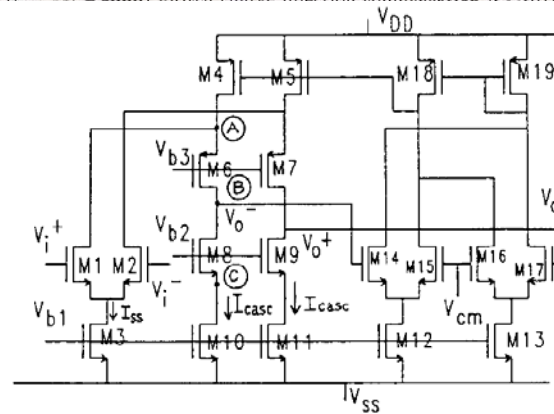 V_DD
M4 M5 M18 M19
A
V_b3 M6 M7
B
V_o^-
V_i^+ V_b2 M8 M9 V_o^+ M14 M15 M16 M17
M1 M2
C
V_i^-
I_ss I_casc I_casc V_cm
V_b1 M3 M10 M11 M12 M13
V_SS